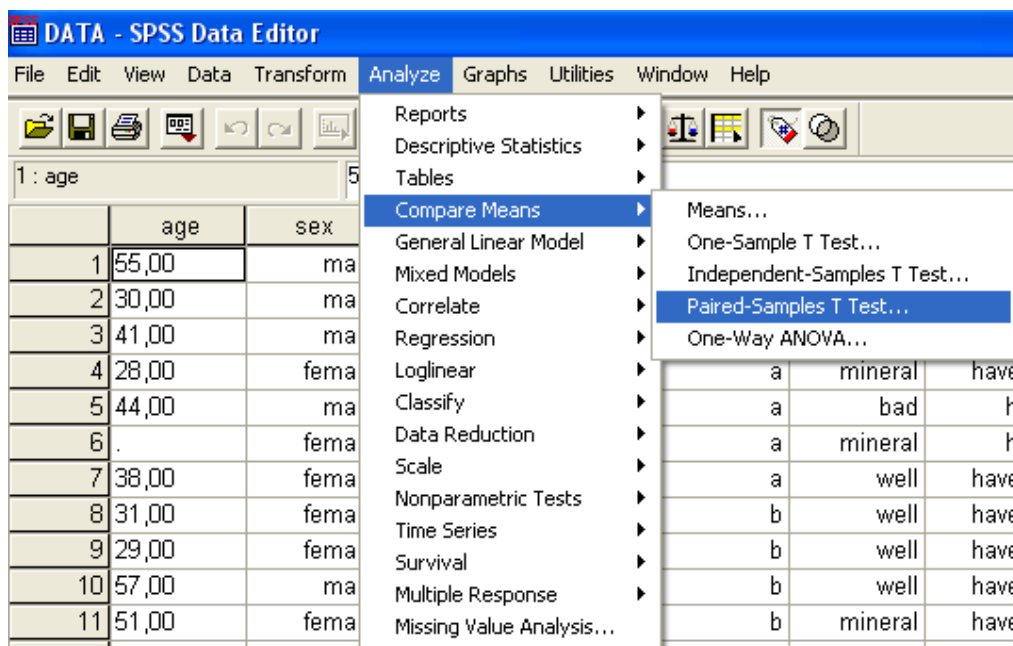 SPSS
DATA - SPSS Data Editor
File Edit View Data Transform Analyze Graphs Utilities Window Help
1 : age 5
Reports
Descriptive Statistics
Tables
Compare Means
General Linear Model
Mixed Models
Correlate
Regression
Loglinear
Classify
Data Reduction
Scale
Nonparametric Tests
Time Series
Survival
Multiple Response
Missing Value Analysis...
Means...
One-Sample T Test...
Independent-Samples T Test...
Paired-Samples T Test...
One-Way ANOVA...
age sex
1 55,00 ma
2 30,00 ma
3 41,00 ma
4 28,00 fema a mineral have
5 44,00 ma a bad h
6 . fema a mineral h
7 38,00 fema a well have
8 31,00 fema b well have
9 29,00 fema b well have
10 57,00 ma b well have
11 51,00 fema b mineral have